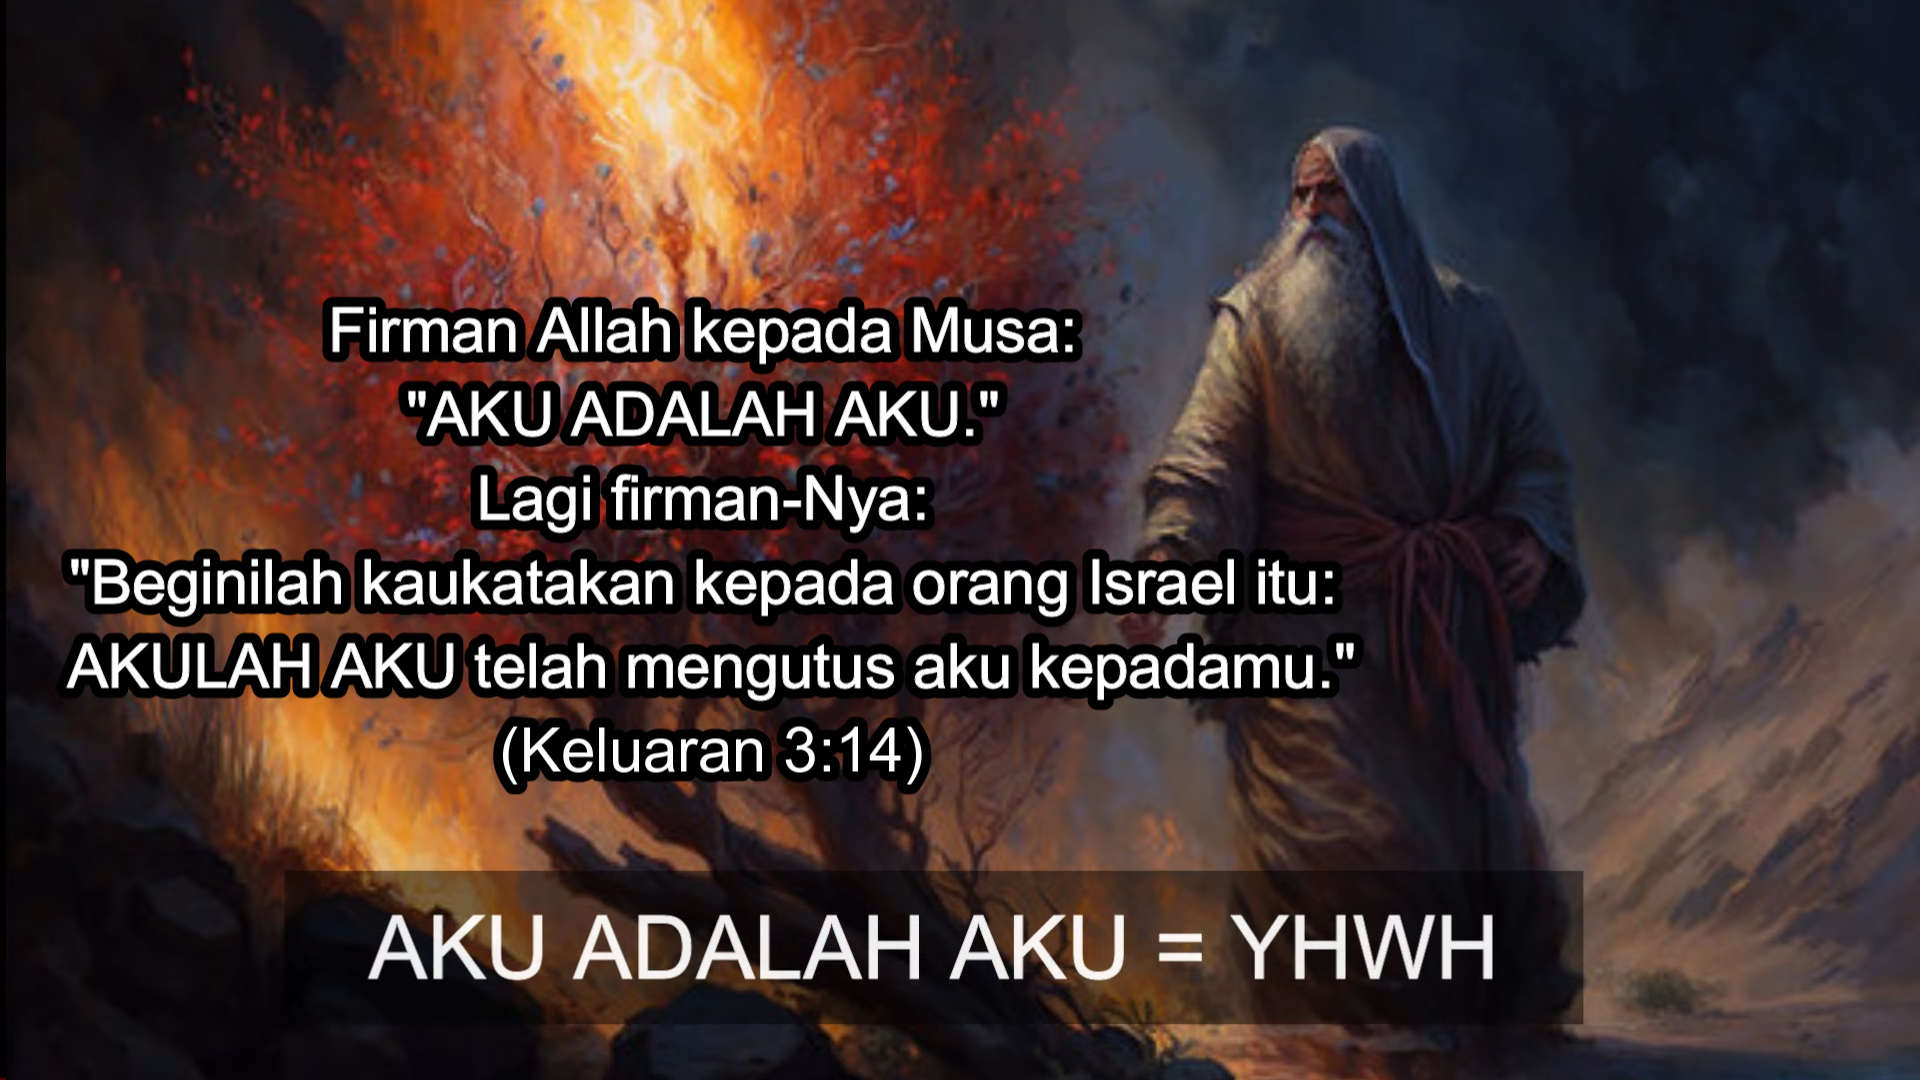 Firman Allah kepada Musa:
"AKU ADALAH AKU."
Lagi firman-Nya:
"Beginilah kaukatakan kepada orang Israel itu:
AKULAH AKU telah mengutus aku kepadamu."
(Keluaran 3:14)
AKU ADALAH AKU = YHWH